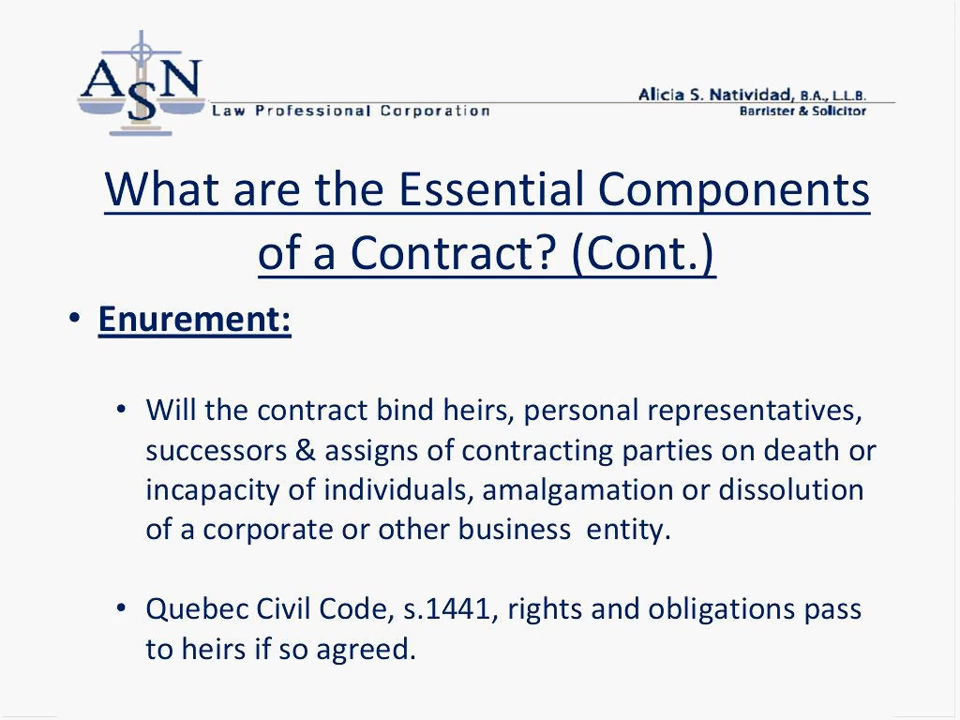 ASN
Law Professional Corporation
Alicia S. Natividad, B.A., L.L.B.
Barrister & Solicitor
What are the Essential Components
of a Contract? (Cont.)
• Enurement:
• Will the contract bind heirs, personal representatives,
successors & assigns of contracting parties on death or
incapacity of individuals, amalgamation or dissolution
of a corporate or other business  entity.
• Quebec Civil Code, s.1441, rights and obligations pass
to heirs if so agreed.